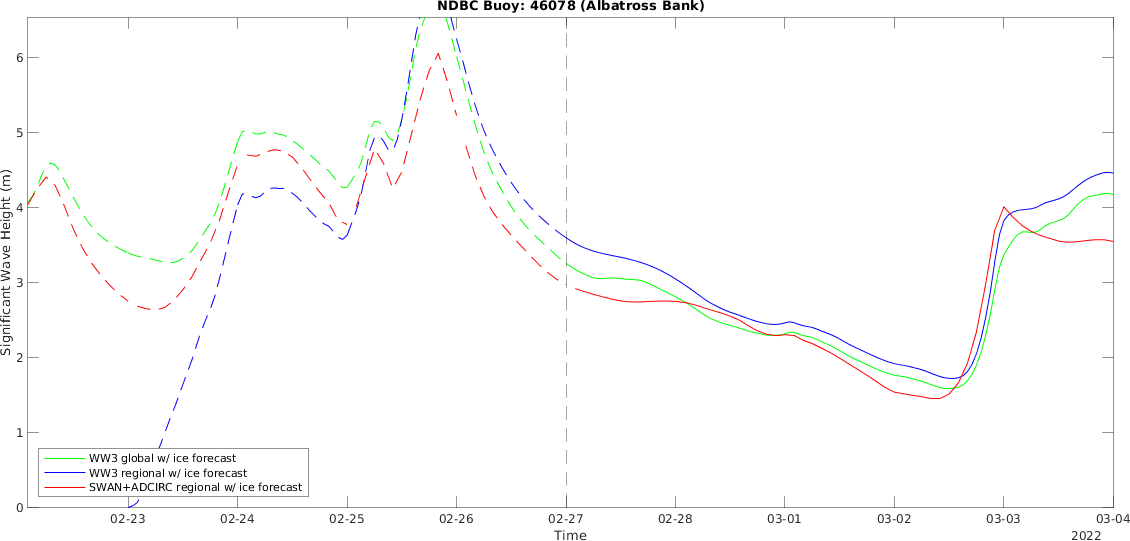 NDBC Buoy: 46078 (Albatross Bank)
Significant Wave Height (m)
6
5
4
3
2
1
0
WW3 global w/ ice forecast
WW3 regional w/ ice forecast
SWAN+ADCIRC regional w/ ice forecast
02-23 02-24 02-25 02-26 02-27 02-28 03-01 03-02 03-03 03-04
Time
2022